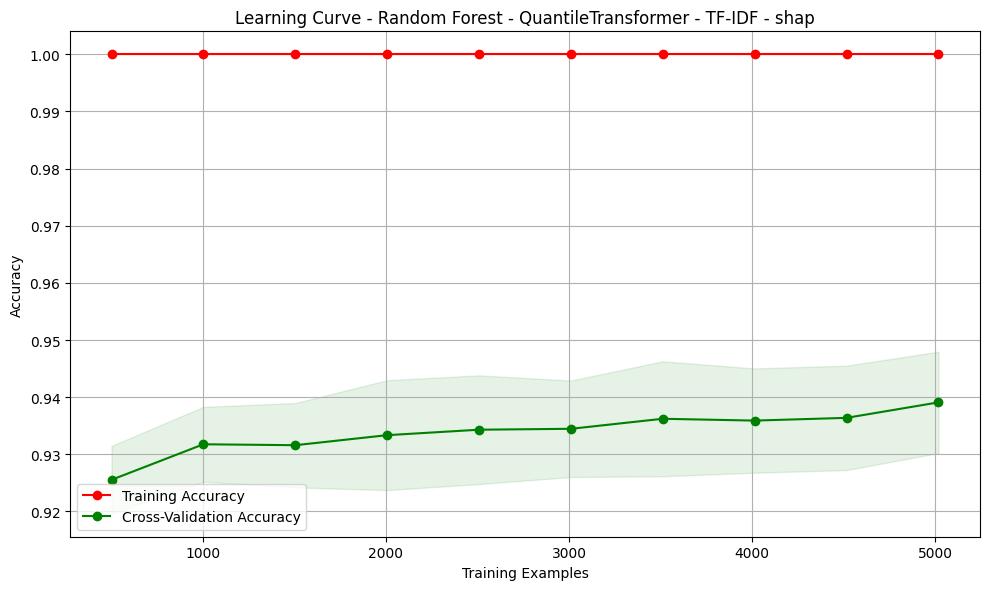 Learning Curve - Random Forest - QuantileTransformer - TF-IDF - shap
Accuracy
1.00
0.99
0.98
0.97
0.96
0.95
0.94
0.93
0.92
Training Accuracy
Cross-Validation Accuracy
1000 2000 3000 4000 5000
Training Examples